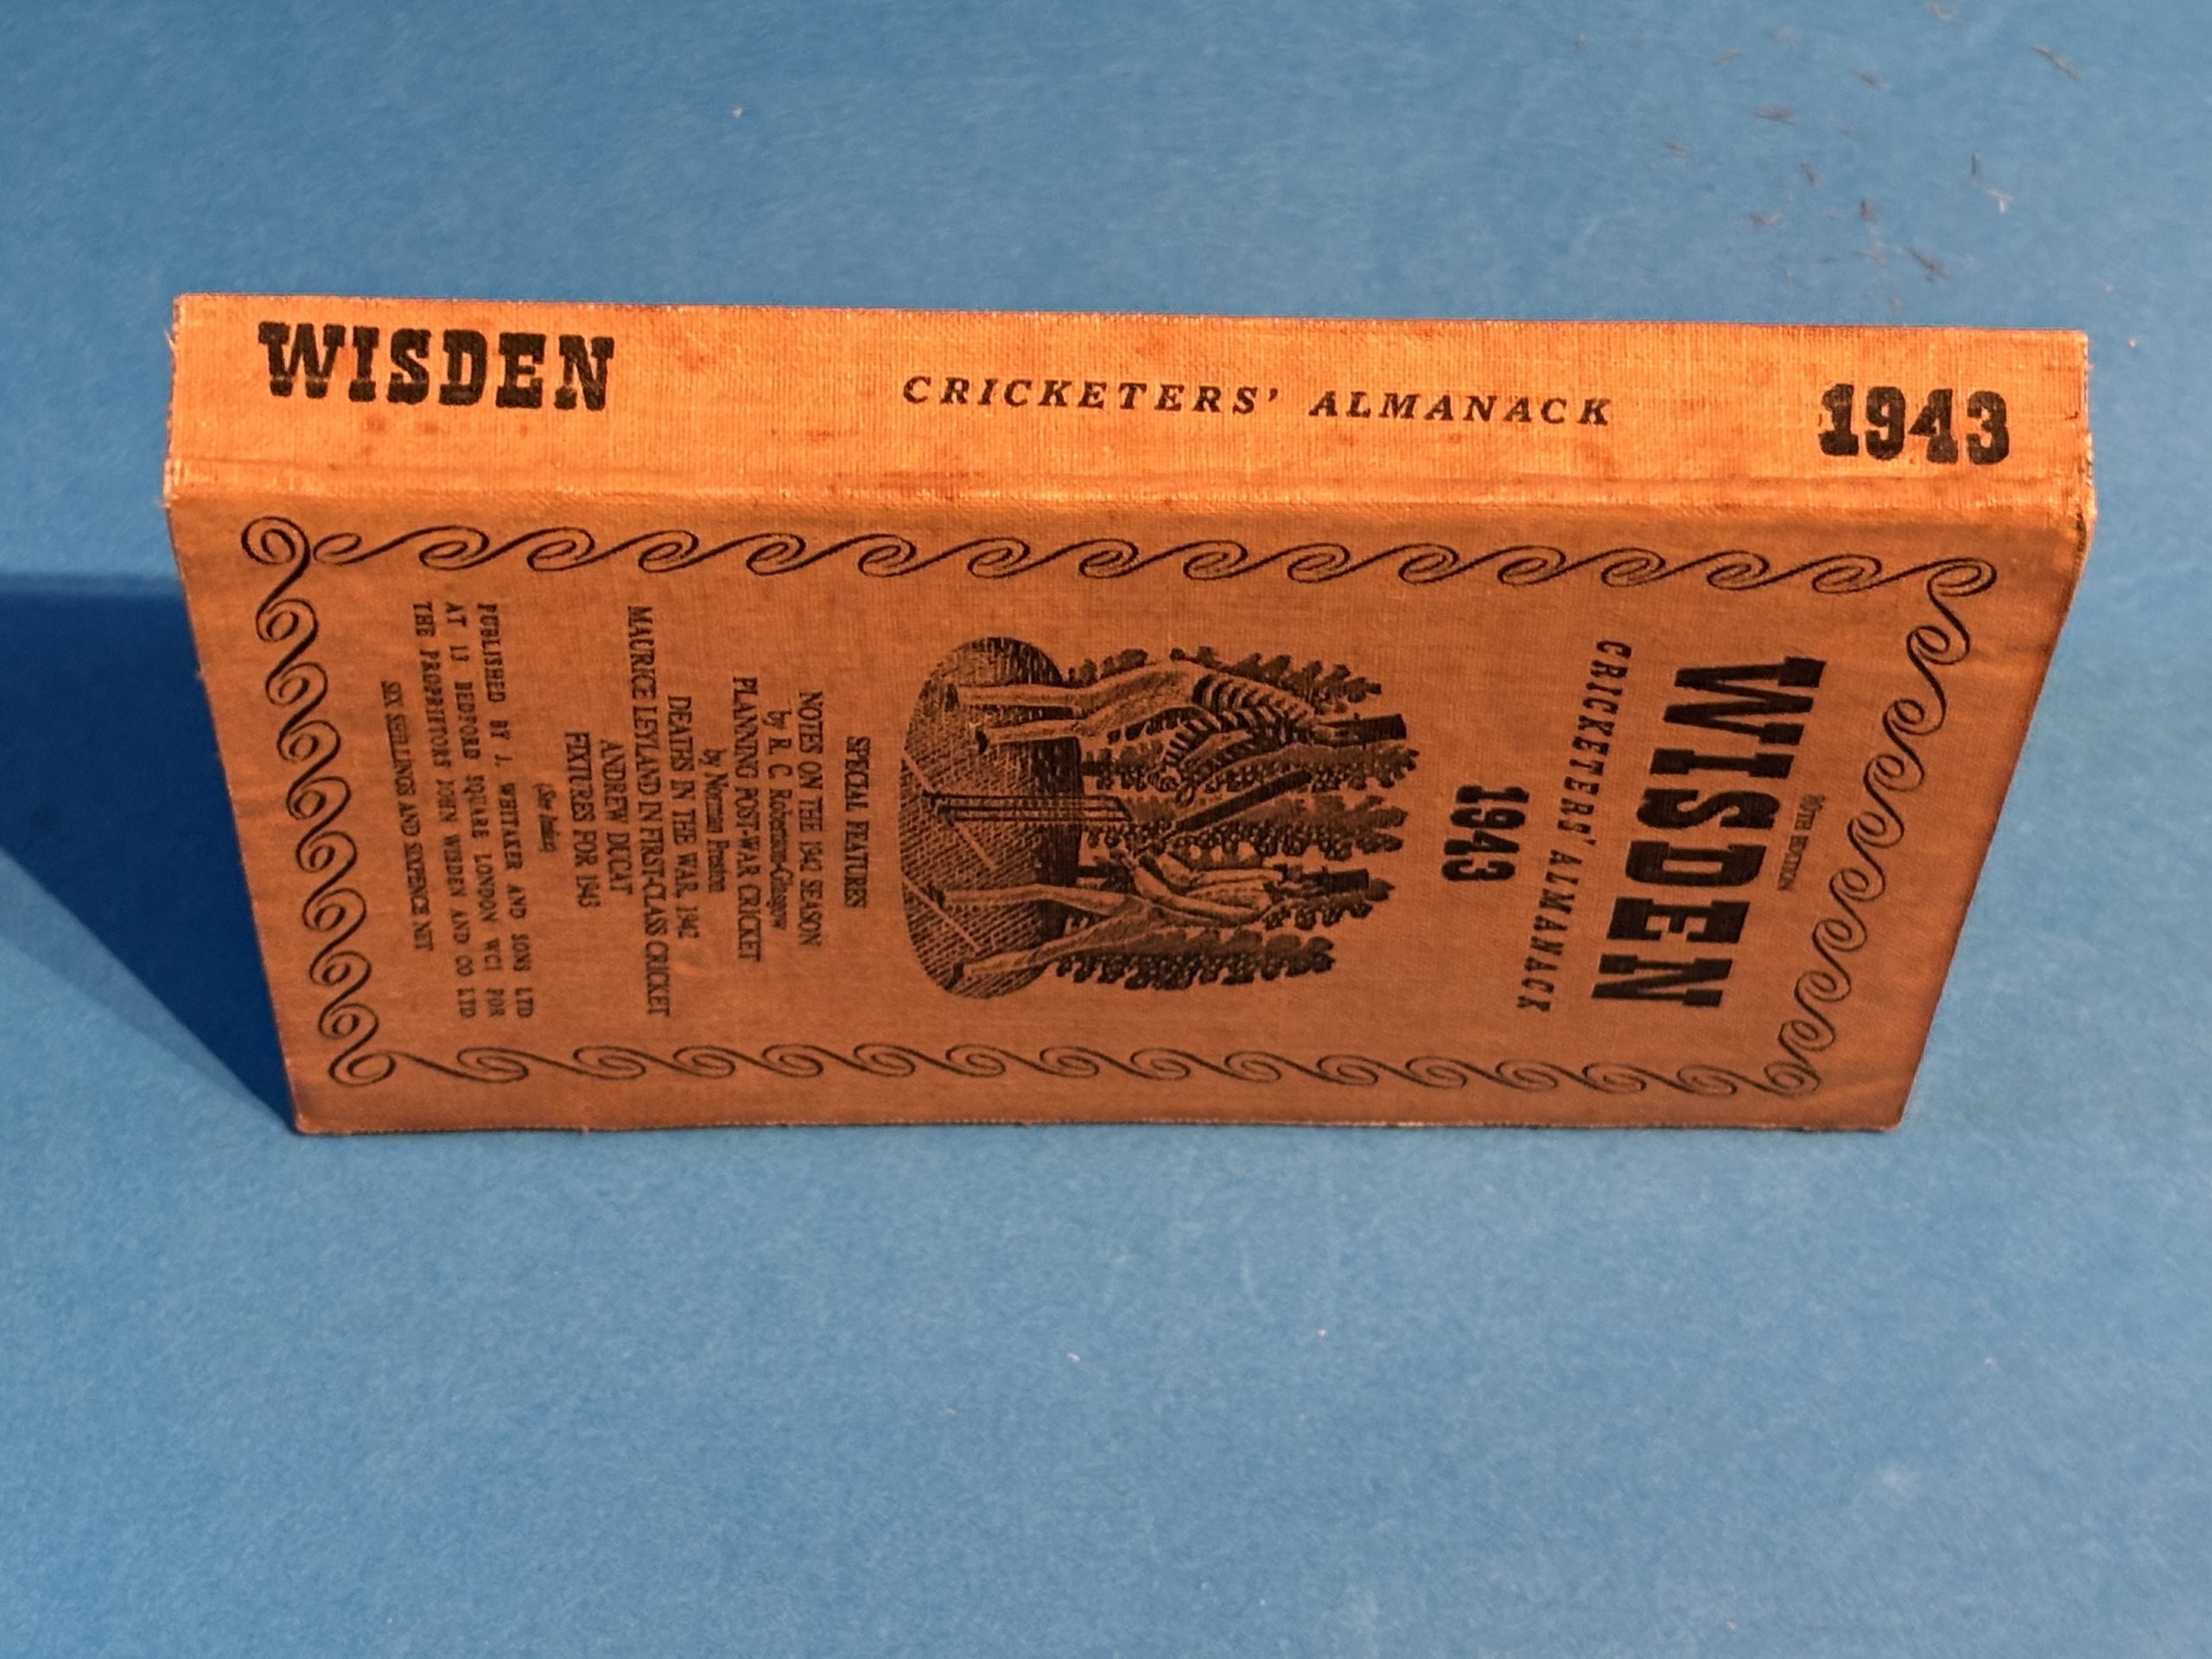 WISDEN
CRICKETERS' ALMANACK
1943
80TH EDITION
WISDEN
CRICKETERS' ALMANACK
1943
SPECIAL FEATURES
NOTES ON THE 1942 SEASON
by R. C. Robertson-Glasgow
PLANNING POST-WAR CRICKET
by Norman Preston
DEATHS IN THE WAR, 1942
MAURICE LEYLAND IN FIRST-CLASS CRICKET
ANDREW DUCAT
FIXTURES FOR 1943
(See Index)
PUBLISHED BY J. WHITAKER AND SONS LTD
AT 13 BEDFORD SQUARE LONDON WC1 FOR
THE PROPRIETORS JOHN WISDEN AND CO LTD
SIX SHILLINGS AND SIXPENCE NET